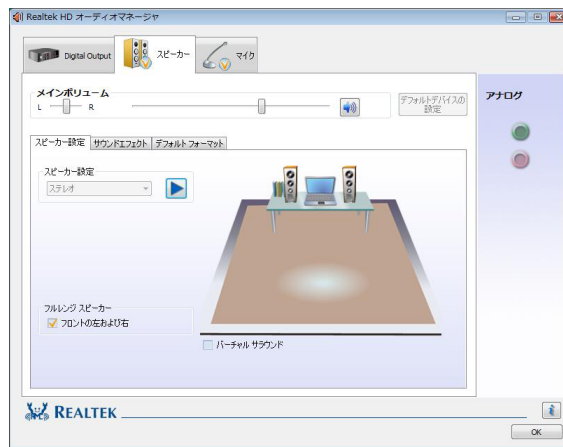 Realtek HD オーディオマネージャ
Digital Output
スピーカー
マイク
メインボリューム
L
R
デフォルトデバイスの
設定
アナログ
スピーカー設定
サウンドエフェクト
デフォルト フォーマット
スピーカー設定
ステレオ
フルレンジ スピーカー
フロントの左および右
バーチャル サラウンド
REALTEK
i
OK